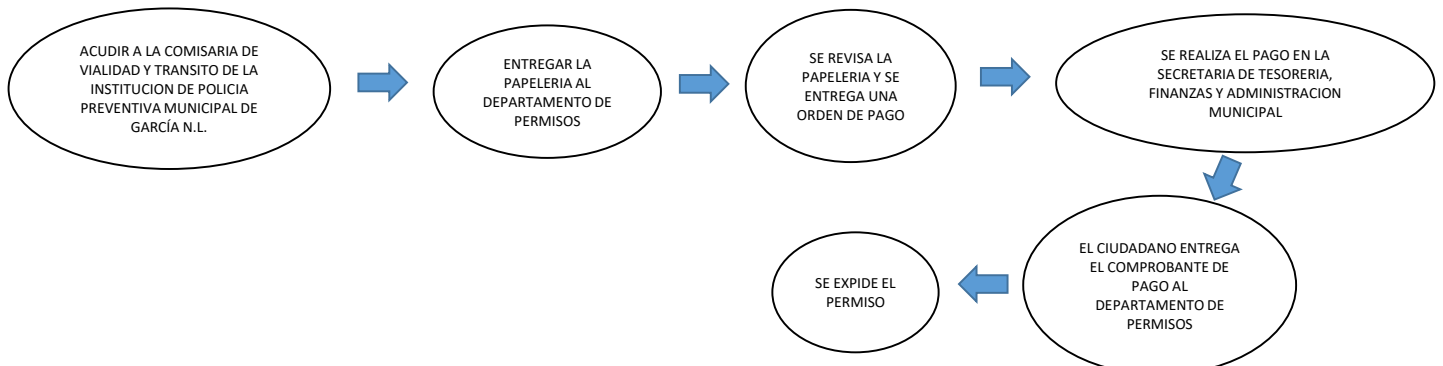 ACUDIR A LA COMISARIA DE
VIALIDAD Y TRANSITO DE LA
INSTITUCION DE POLICIA
PREVENTIVA MUNICIPAL DE
GARCÍA N.L.
ENTREGAR LA
PAPELERIA AL
DEPARTAMENTO DE
PERMISOS
SE REVISA LA
PAPELERIA Y SE
ENTREGA UNA
ORDEN DE PAGO
SE REALIZA EL PAGO EN LA
SECRETARIA DE TESORERIA,
FINANZAS Y ADMINISTRACION
MUNICIPAL
EL CIUDADANO ENTREGA
EL COMPROBANTE DE
PAGO AL
DEPARTAMENTO DE
PERMISOS
SE EXPIDE EL
PERMISO